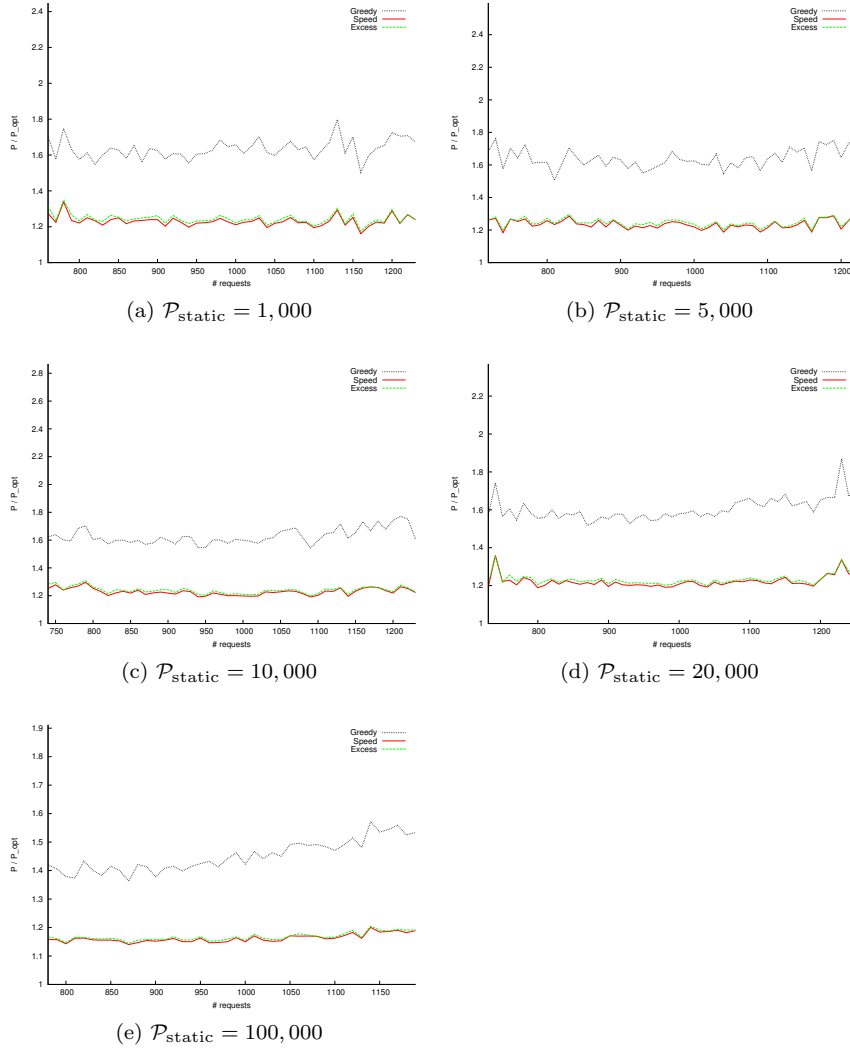 Greedy
Speed
Excess
2.4
2.2
2
1.8
1.6
1.4
1.2
1
P / P_opt
800 850 900 950 1000 1050 1100 1150 1200
# requests
(a) 𝒫static = 1,000
Greedy
Speed
Excess
2.4
2.2
2
1.8
1.6
1.4
1.2
1
P / P_opt
800 900 1000 1100 1200
# requests
(b) 𝒫static = 5,000
Greedy
Speed
Excess
2.8
2.6
2.4
2.2
2
1.8
1.6
1.4
1.2
1
P / P_opt
750 800 850 900 950 1000 1050 1100 1150 1200
# requests
(c) 𝒫static = 10,000
Greedy
Speed
Excess
2.2
2
1.8
1.6
1.4
1.2
1
P / P_opt
800 900 1000 1100 1200
# requests
(d) 𝒫static = 20,000
Greedy
Speed
Excess
1.9
1.8
1.7
1.6
1.5
1.4
1.3
1.2
1.1
1
P / P_opt
800 850 900 950 1000 1050 1100 1150
# requests
(e) 𝒫static = 100,000